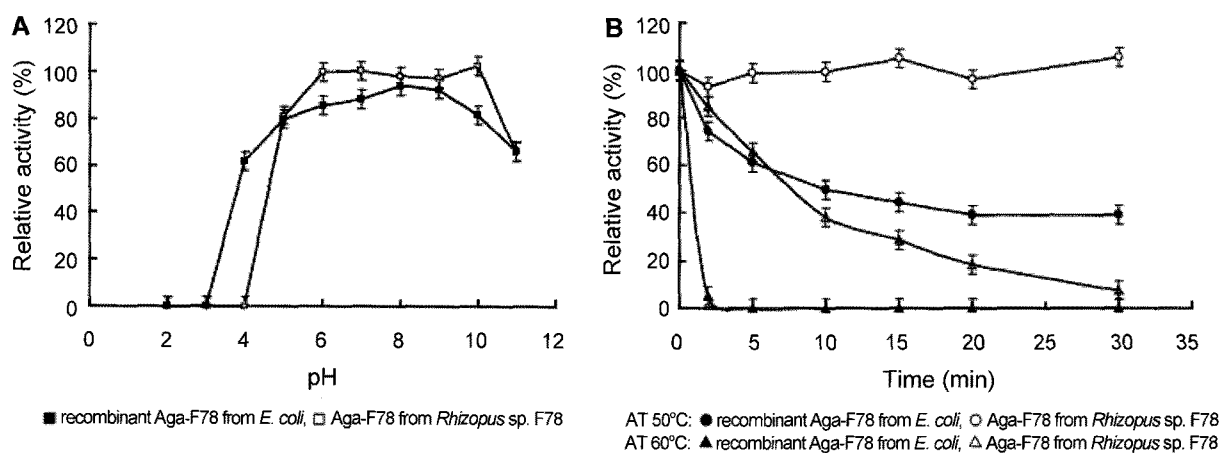 A
Relative activity (%)
120
100
80
60
40
20
0
0 2 4 6 8 10 12
pH
■ recombinant Aga-F78 from E. coli, □ Aga-F78 from Rhizopus sp. F78
B
Relative activity (%)
120
100
80
60
40
20
0
0 5 10 15 20 25 30 35
Time (min)
AT 50°C: ● recombinant Aga-F78 from E. coli, ○ Aga-F78 from Rhizopus sp. F78
AT 60°C: ▲ recombinant Aga-F78 from E. coli, △ Aga-F78 from Rhizopus sp. F78